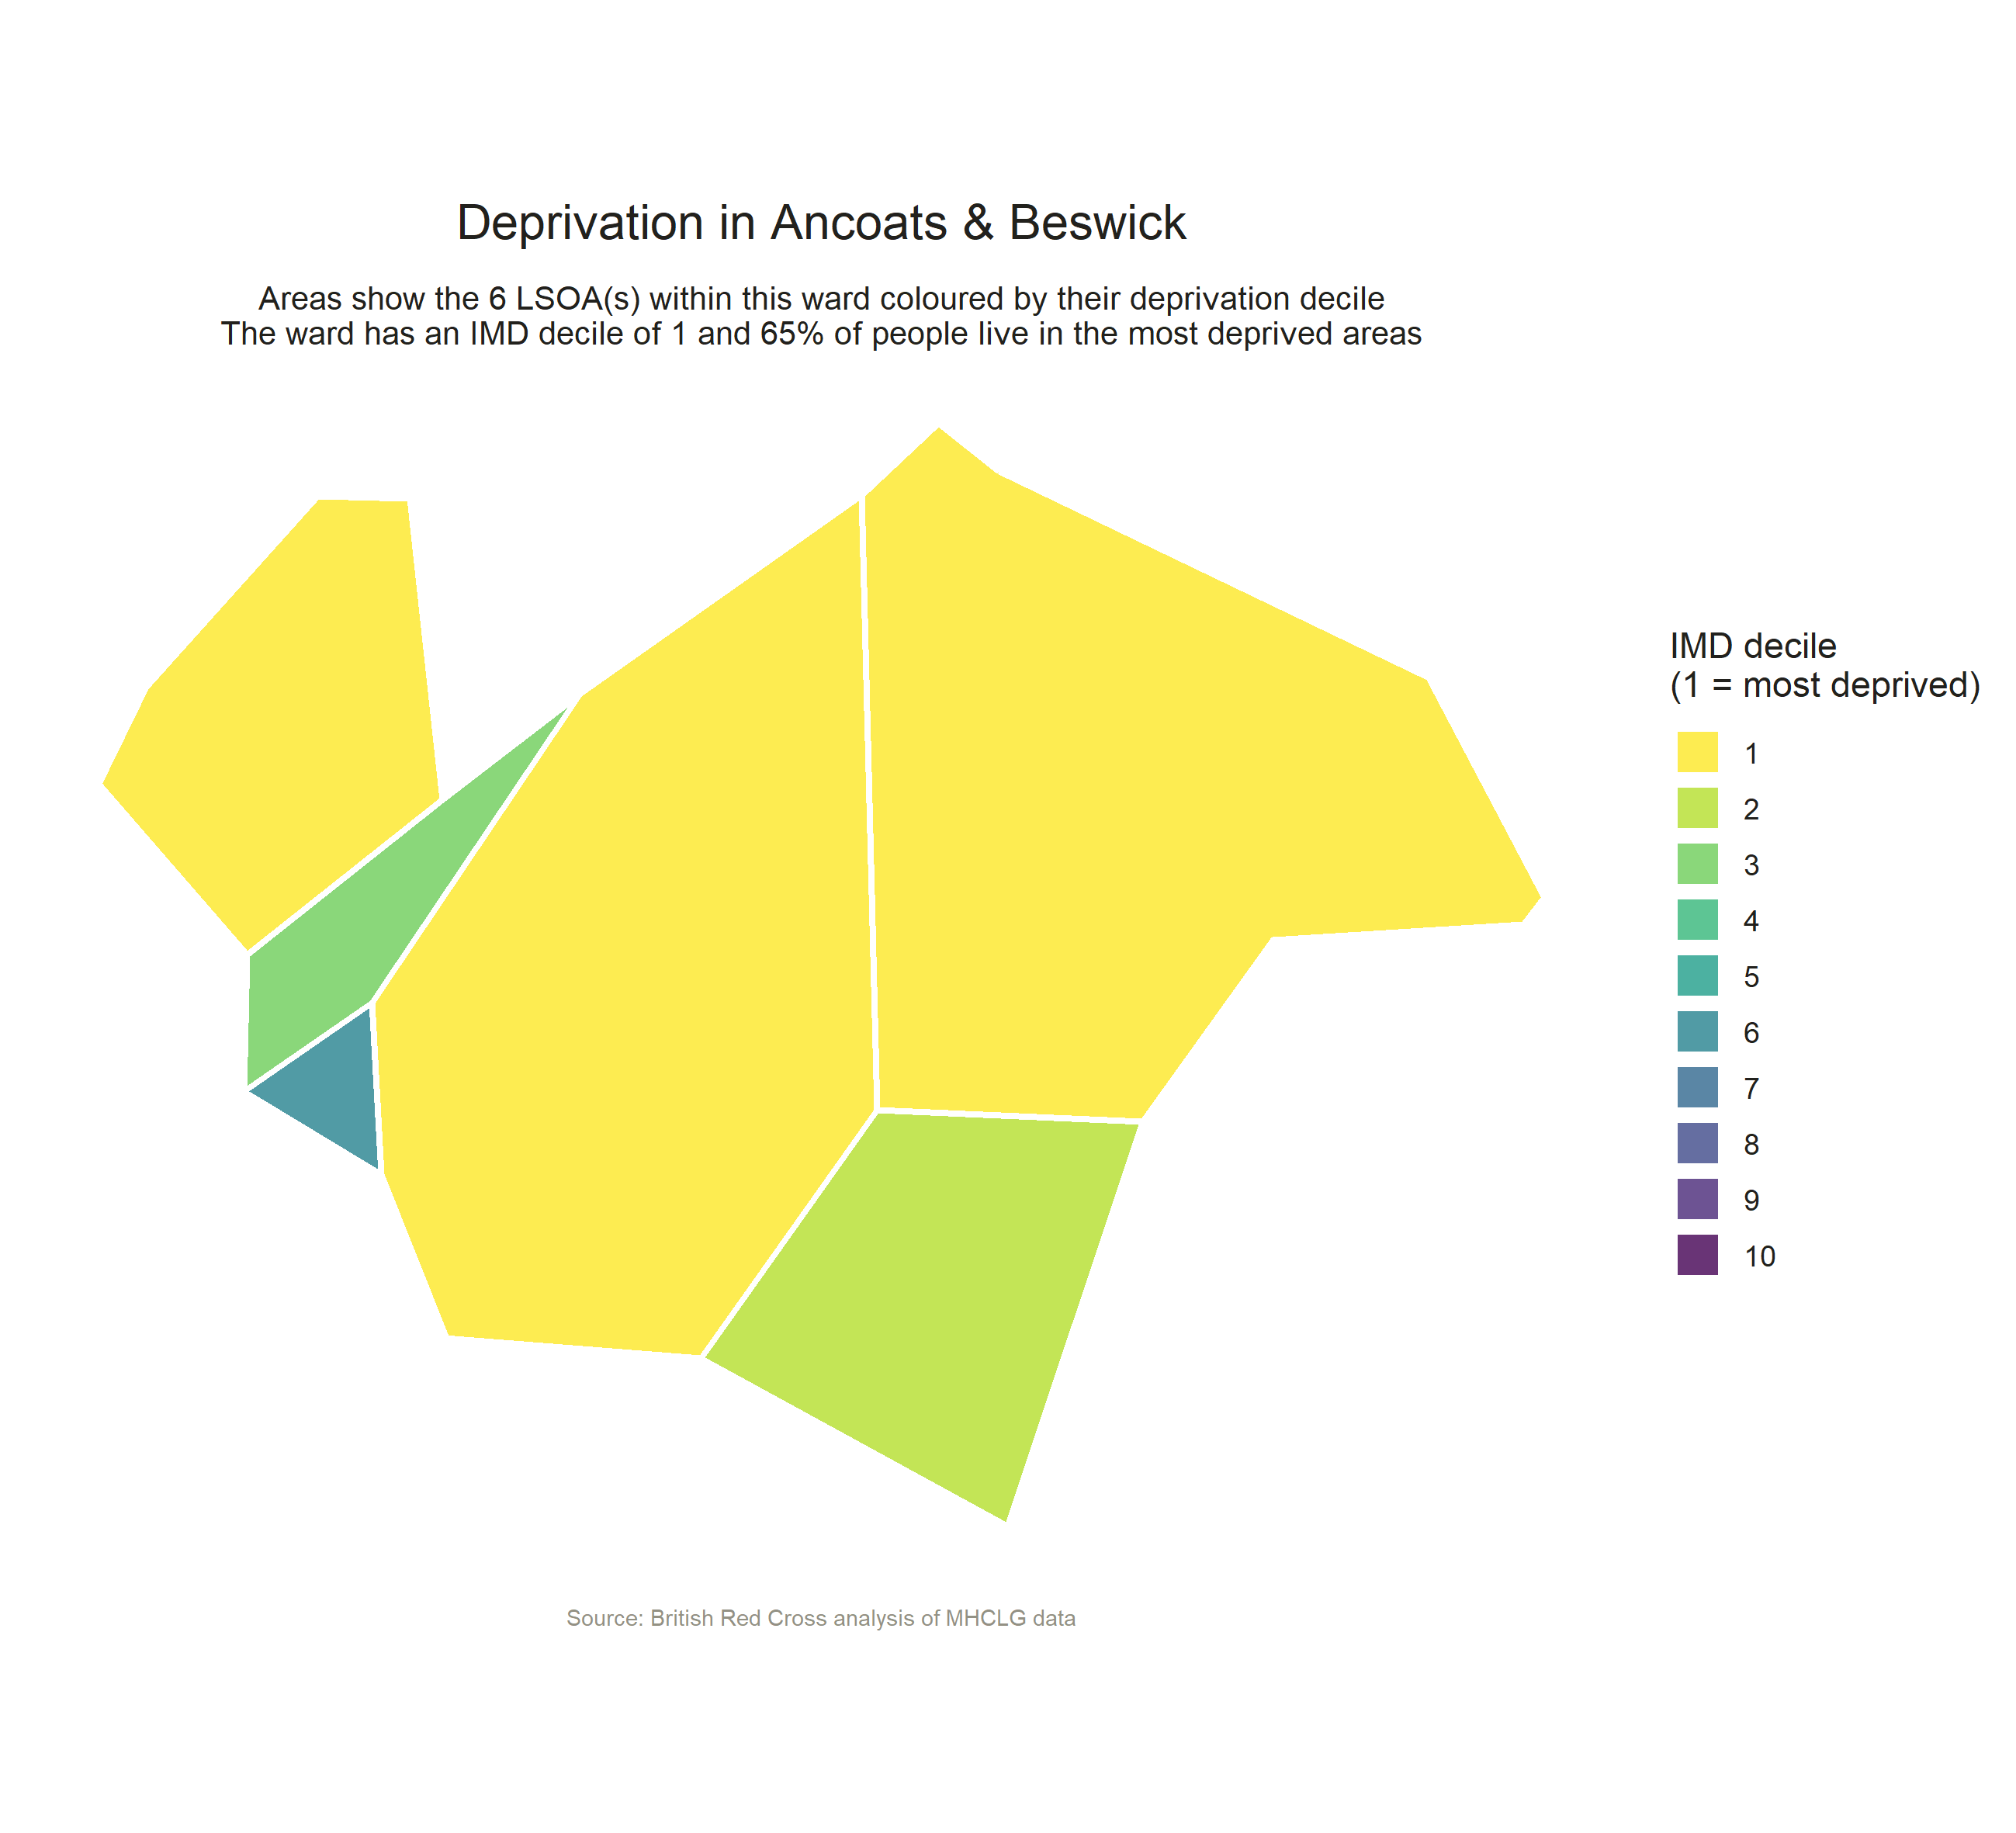 Deprivation in Ancoats & Beswick
Areas show the 6 LSOA(s) within this ward coloured by their deprivation decile
The ward has an IMD decile of 1 and 65% of people live in the most deprived areas
IMD decile
(1 = most deprived)
1
2
3
4
5
6
7
8
9
10
Source: British Red Cross analysis of MHCLG data